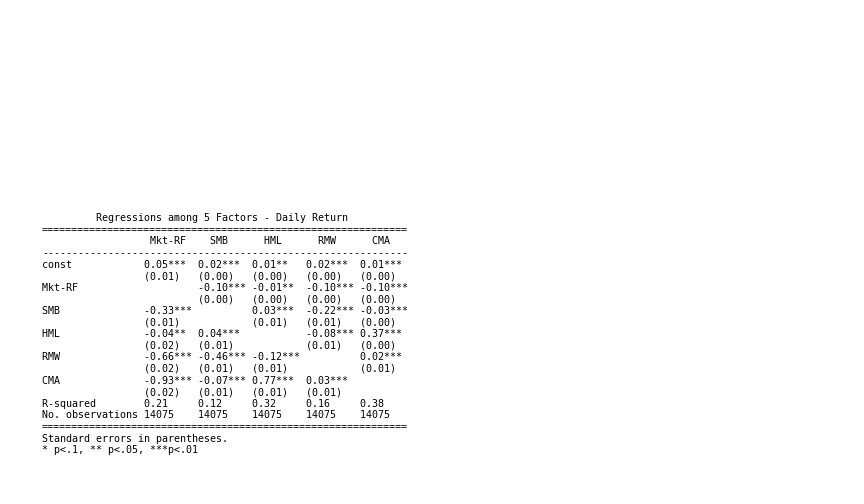 Regressions among 5 Factors - Daily Return
=============================================================
Mkt-RF SMB HML RMW CMA
-------------------------------------------------------------
const 0.05*** 0.02*** 0.01** 0.02*** 0.01***
(0.01) (0.00) (0.00) (0.00) (0.00)
Mkt-RF -0.10*** -0.01** -0.10*** -0.10***
(0.00) (0.00) (0.00) (0.00)
SMB -0.33*** 0.03*** -0.22*** -0.03***
(0.01) (0.01) (0.01) (0.00)
HML -0.04** 0.04*** -0.08*** 0.37***
(0.02) (0.01) (0.01) (0.00)
RMW -0.66*** -0.46*** -0.12*** 0.02***
(0.02) (0.01) (0.01) (0.01)
CMA -0.93*** -0.07*** 0.77*** 0.03***
(0.02) (0.01) (0.01) (0.01)
R-squared 0.21 0.12 0.32 0.16 0.38
No. observations 14075 14075 14075 14075 14075
=============================================================
Standard errors in parentheses.
* p<.1, ** p<.05, ***p<.01